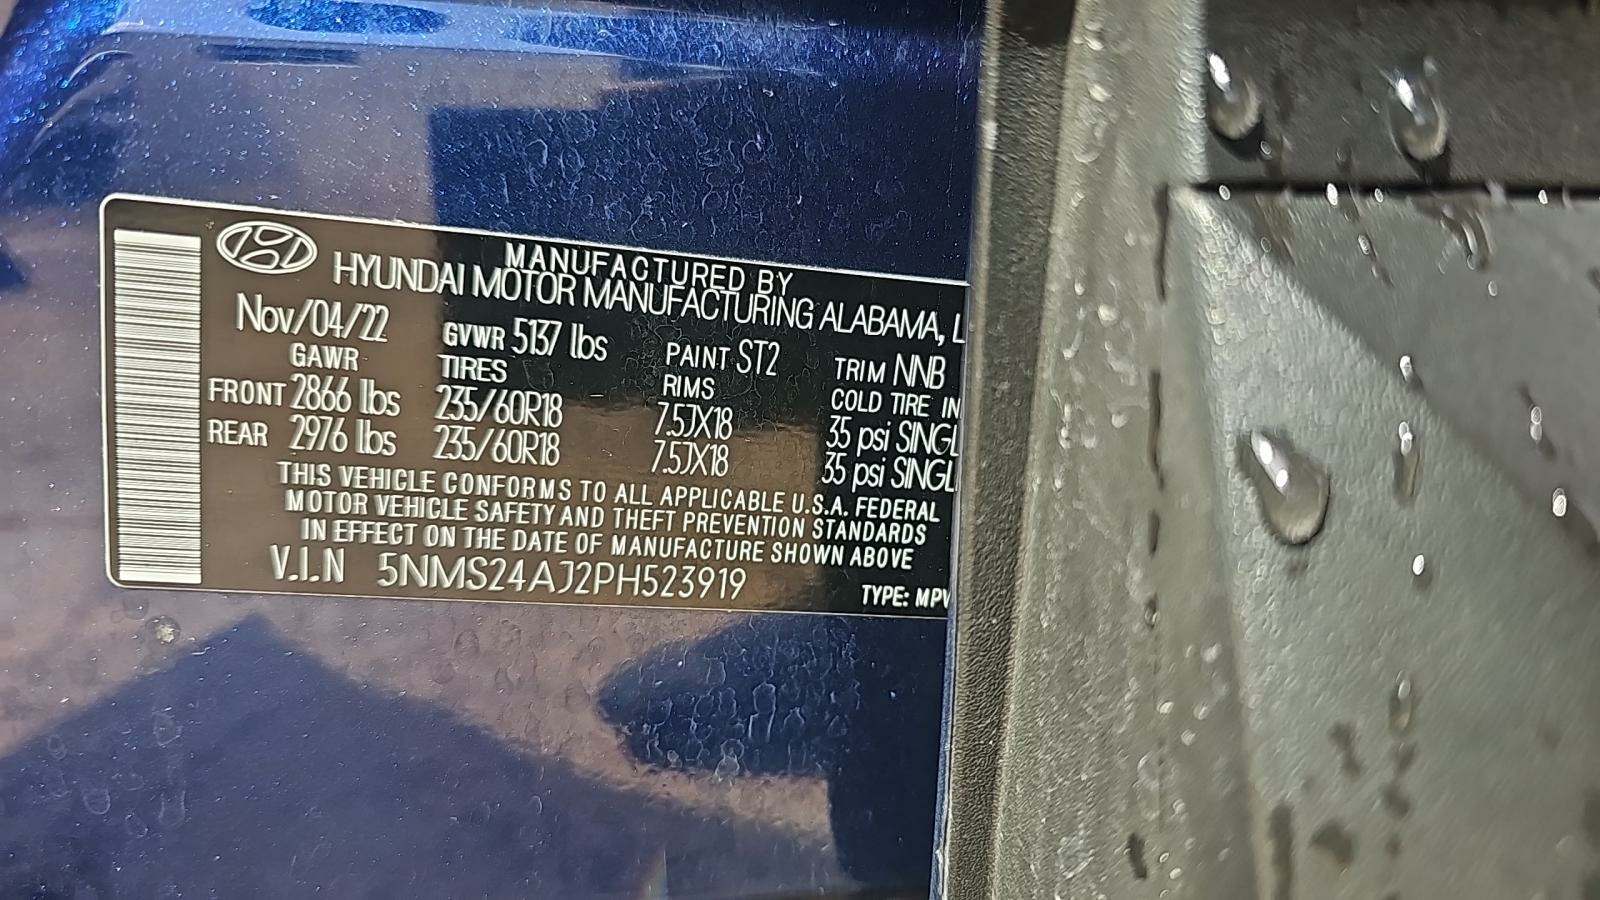 MANUFACTURED BY
HYUNDAI MOTOR MANUFACTURING ALABAMA, L
Nov/04/22 GVWR 5137 lbs PAINT ST2 TRIM NNB
GAWR TIRES RIMS COLD TIRE IN
FRONT 2866 lbs 235/60R18 7.5JX18 35 psi SINGL
REAR 2976 lbs 235/60R18 7.5JX18 35 psi SINGL
THIS VEHICLE CONFORMS TO ALL APPLICABLE U.S.A. FEDERAL
MOTOR VEHICLE SAFETY AND THEFT PREVENTION STANDARDS
IN EFFECT ON THE DATE OF MANUFACTURE SHOWN ABOVE
V.I.N 5NMS24AJ2PH523919
TYPE: MPV